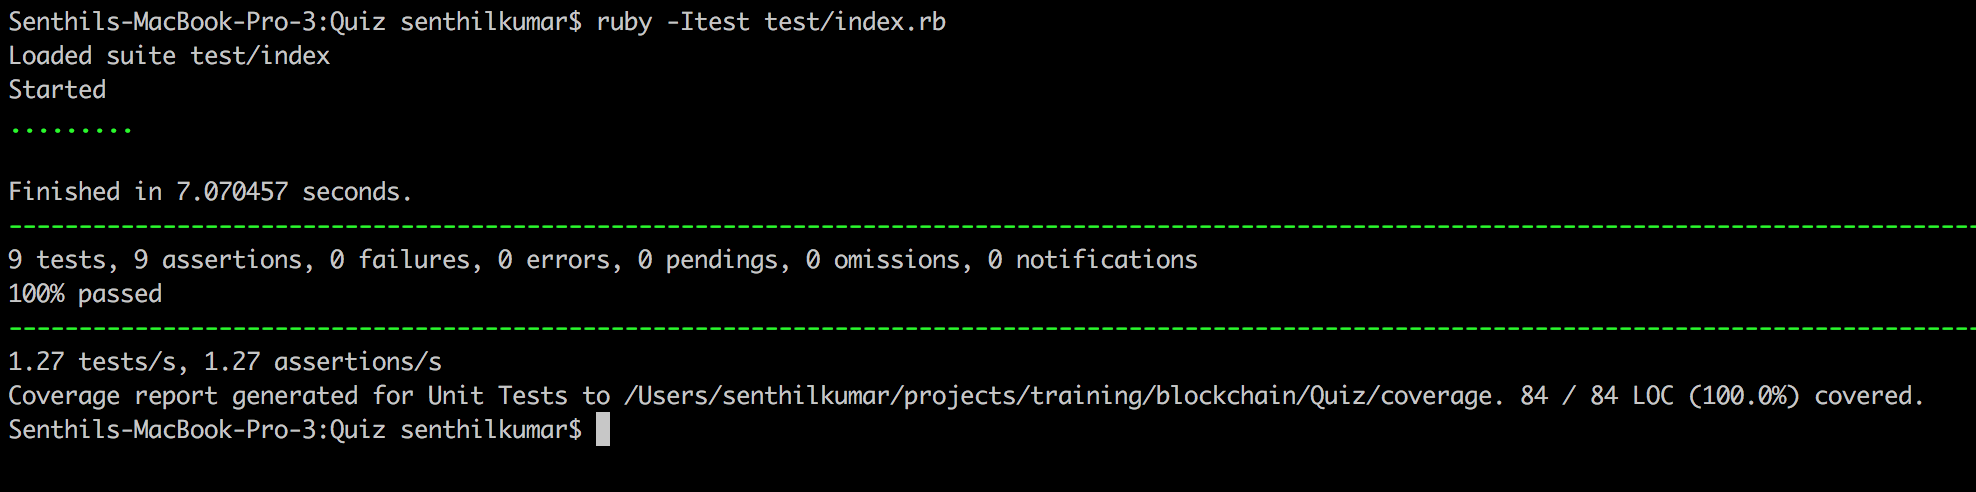 Senthils-MacBook-Pro-3:Quiz senthilkumar$ ruby -Itest test/index.rb
Loaded suite test/index
Started
.........
Finished in 7.070457 seconds.
--------------------------------------------------------------------------------------------------------------------------------------------
9 tests, 9 assertions, 0 failures, 0 errors, 0 pendings, 0 omissions, 0 notifications
100% passed
--------------------------------------------------------------------------------------------------------------------------------------------
1.27 tests/s, 1.27 assertions/s
Coverage report generated for Unit Tests to /Users/senthilkumar/projects/training/blockchain/Quiz/coverage. 84 / 84 LOC (100.0%) covered.
Senthils-MacBook-Pro-3:Quiz senthilkumar$